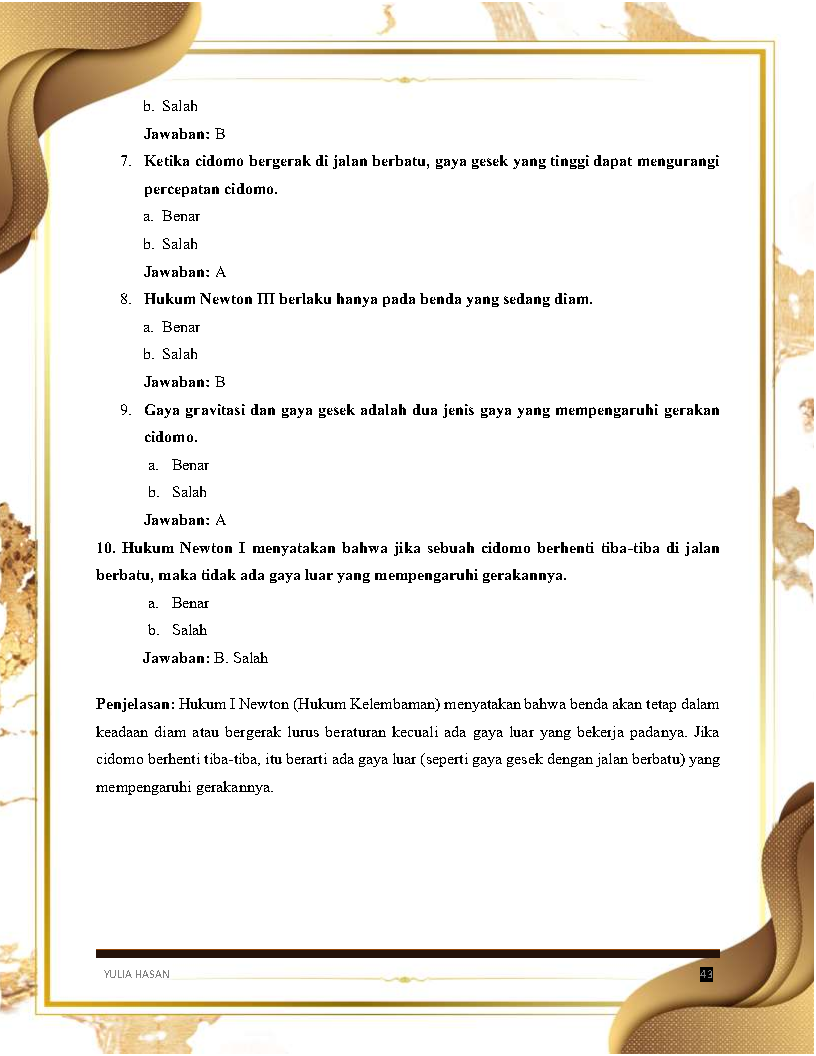 b. Salah
Jawaban: B
7. Ketika cidomo bergerak di jalan berbatu, gaya gesek yang tinggi dapat mengurangi
percepatan cidomo.
a. Benar
b. Salah
Jawaban: A
8. Hukum Newton III berlaku hanya pada benda yang sedang diam.
a. Benar
b. Salah
Jawaban: B
9. Gaya gravitasi dan gaya gesek adalah dua jenis gaya yang mempengaruhi gerakan
cidomo.
a. Benar
b. Salah
Jawaban: A
10. Hukum Newton I menyatakan bahwa jika sebuah cidomo berhenti tiba-tiba di jalan
berbatu, maka tidak ada gaya luar yang mempengaruhi gerakannya.
a. Benar
b. Salah
Jawaban: B. Salah
Penjelasan: Hukum I Newton (Hukum Kelembaman) menyatakan bahwa benda akan tetap dalam
keadaan diam atau bergerak lurus beraturan kecuali ada gaya luar yang bekerja padanya. Jika
cidomo berhenti tiba-tiba, itu berarti ada gaya luar (seperti gaya gesek dengan jalan berbatu) yang
mempengaruhi gerakannya.
YULIA HASAN 43